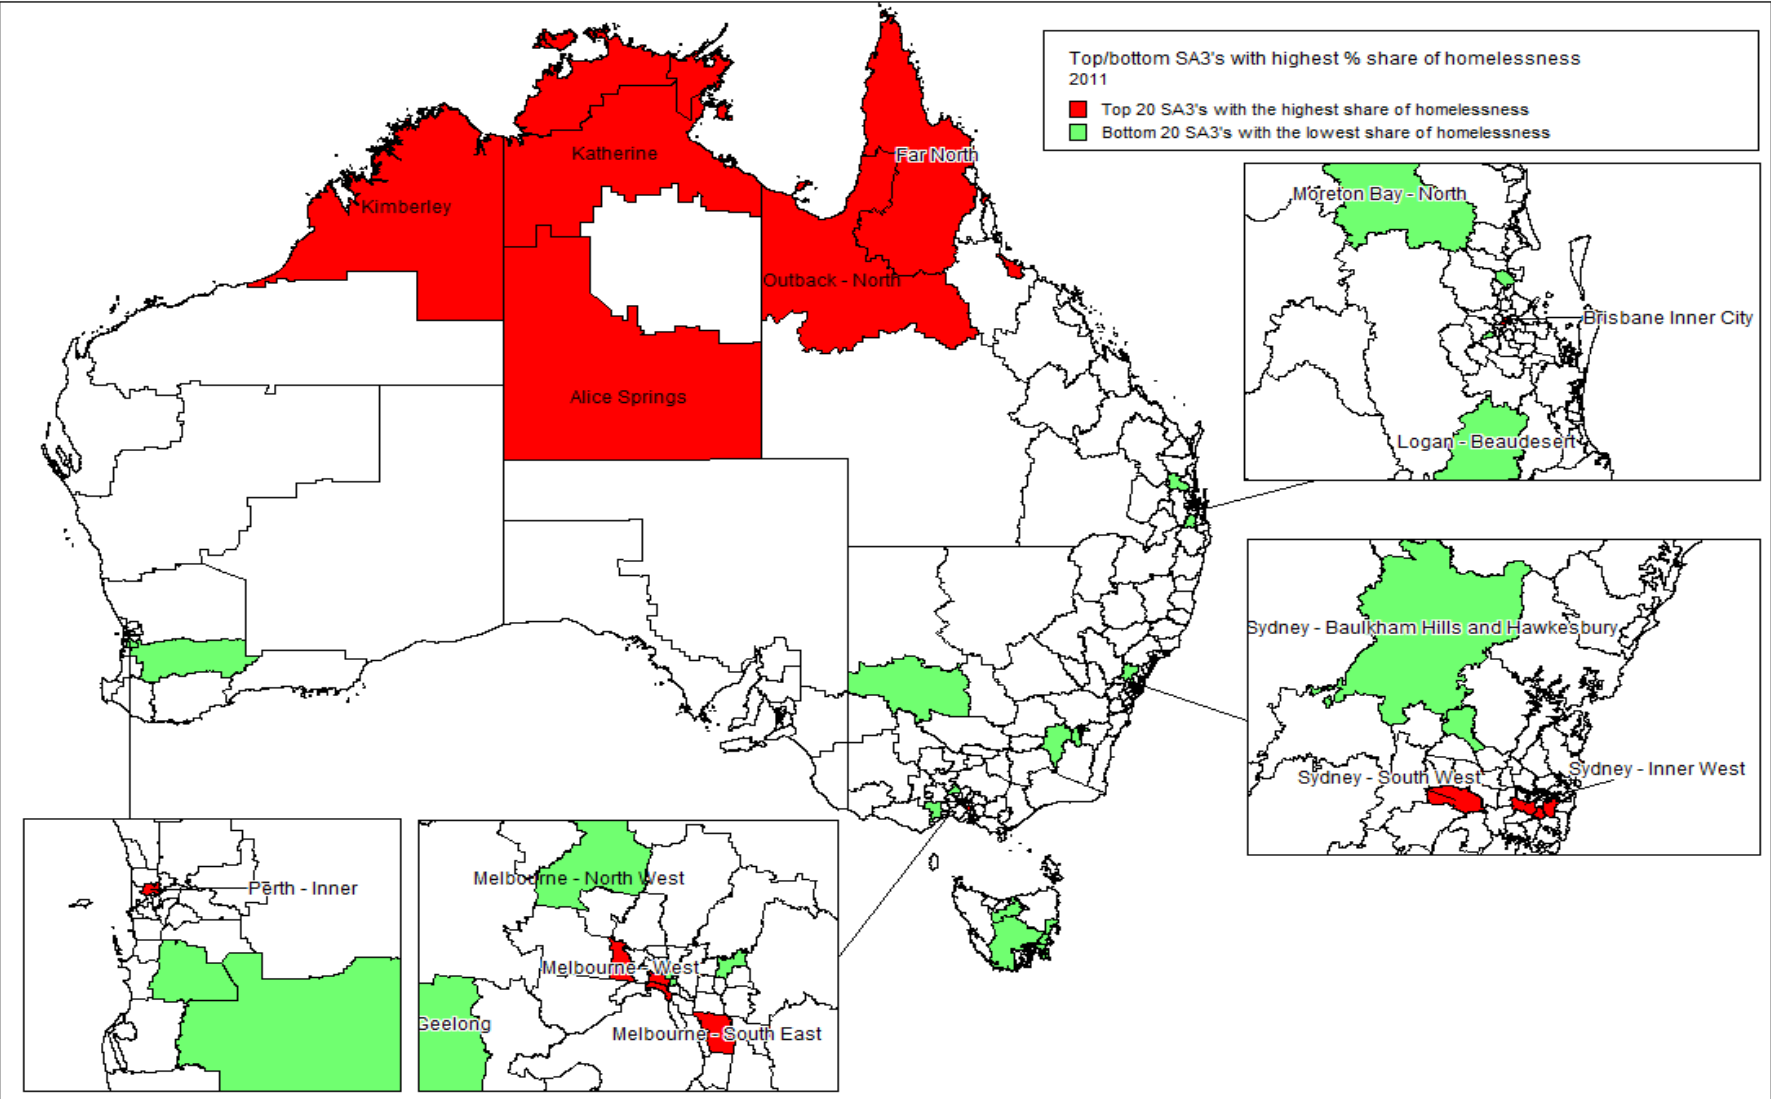 Top/bottom SA3's with highest % share of homelessness
2011
Top 20 SA3's with the highest share of homelessness
Bottom 20 SA3's with the lowest share of homelessness
Katherine
Far North
Kimberley
Outback - North
Alice Springs
Moreton Bay - North
Brisbane Inner City
Logan - Beaudesert
Sydney - Baulkham Hills and Hawkesbury
Sydney - South West
Sydney - Inner West
Perth - Inner
Melbourne - North West
Melbourne - West
Geelong
Melbourne - South East